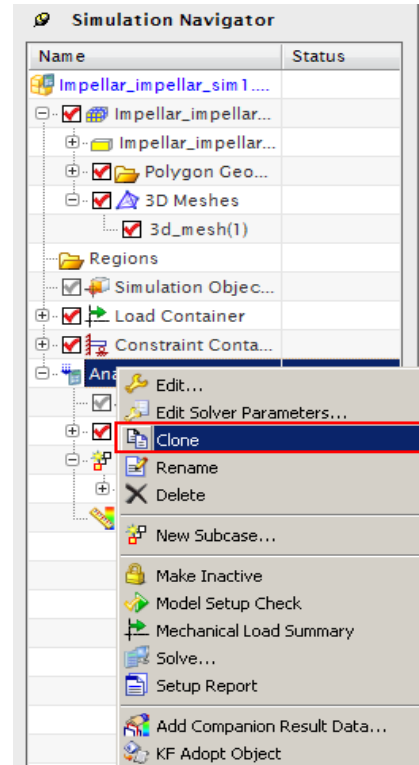 Simulation Navigator
Name Status
Impellar_impellar_sim1....
Impellar_impellar...
Impellar_impellar...
Polygon Geo...
3D Meshes
3d_mesh(1)
Regions
Simulation Objec...
Load Container
Constraint Conta...
Ana
Edit...
Edit Solver Parameters...
Clone
Rename
Delete
New Subcase...
Make Inactive
Model Setup Check
Mechanical Load Summary
Solve...
Setup Report
Add Companion Result Data...
KF Adopt Object